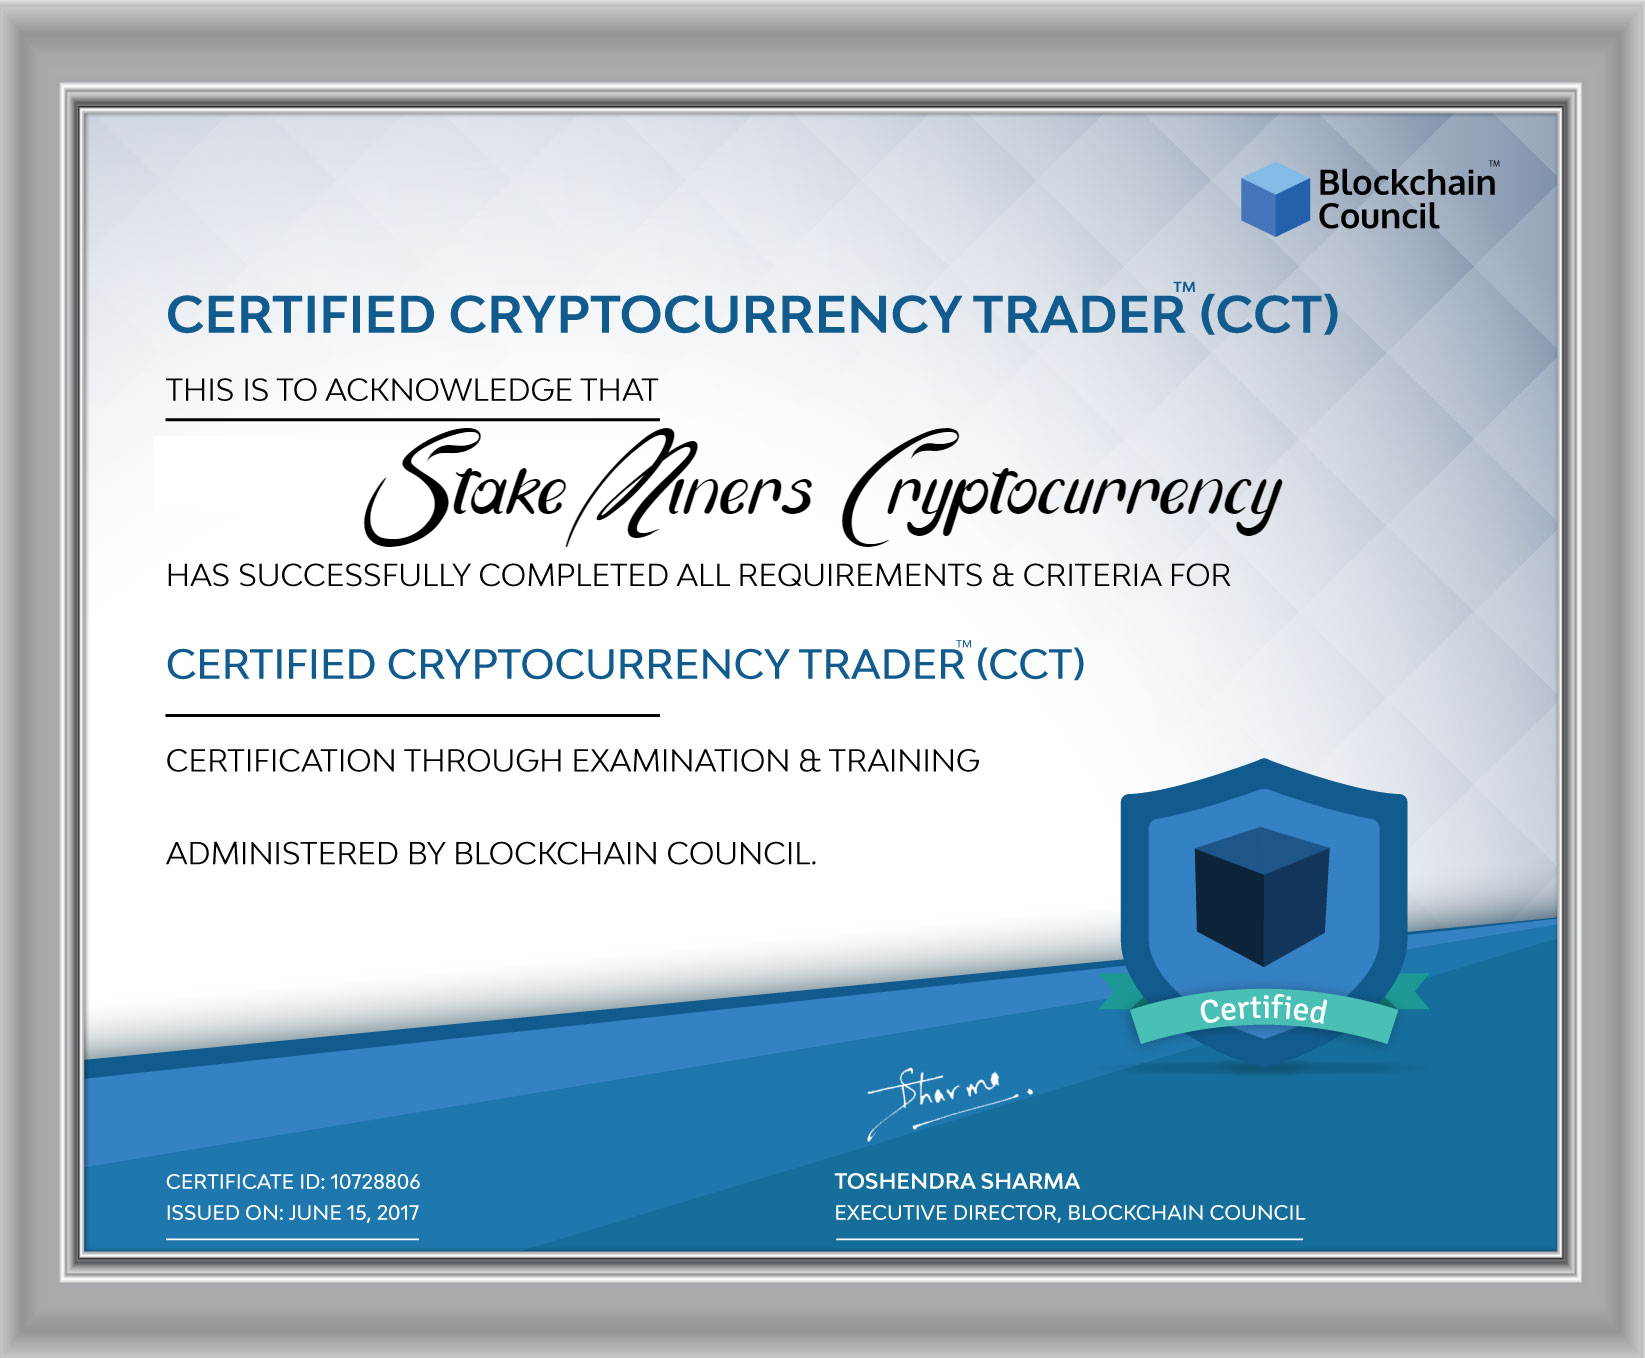 Blockchain™
Council
CERTIFIED CRYPTOCURRENCY TRADER™ (CCT)
THIS IS TO ACKNOWLEDGE THAT
Stake Miners Cryptocurrency
HAS SUCCESSFULLY COMPLETED ALL REQUIREMENTS & CRITERIA FOR
CERTIFIED CRYPTOCURRENCY TRADER™ (CCT)
CERTIFICATION THROUGH EXAMINATION & TRAINING
ADMINISTERED BY BLOCKCHAIN COUNCIL.
Certified
Sharma
CERTIFICATE ID: 10728806
ISSUED ON: JUNE 15, 2017
TOSHENDRA SHARMA
EXECUTIVE DIRECTOR, BLOCKCHAIN COUNCIL